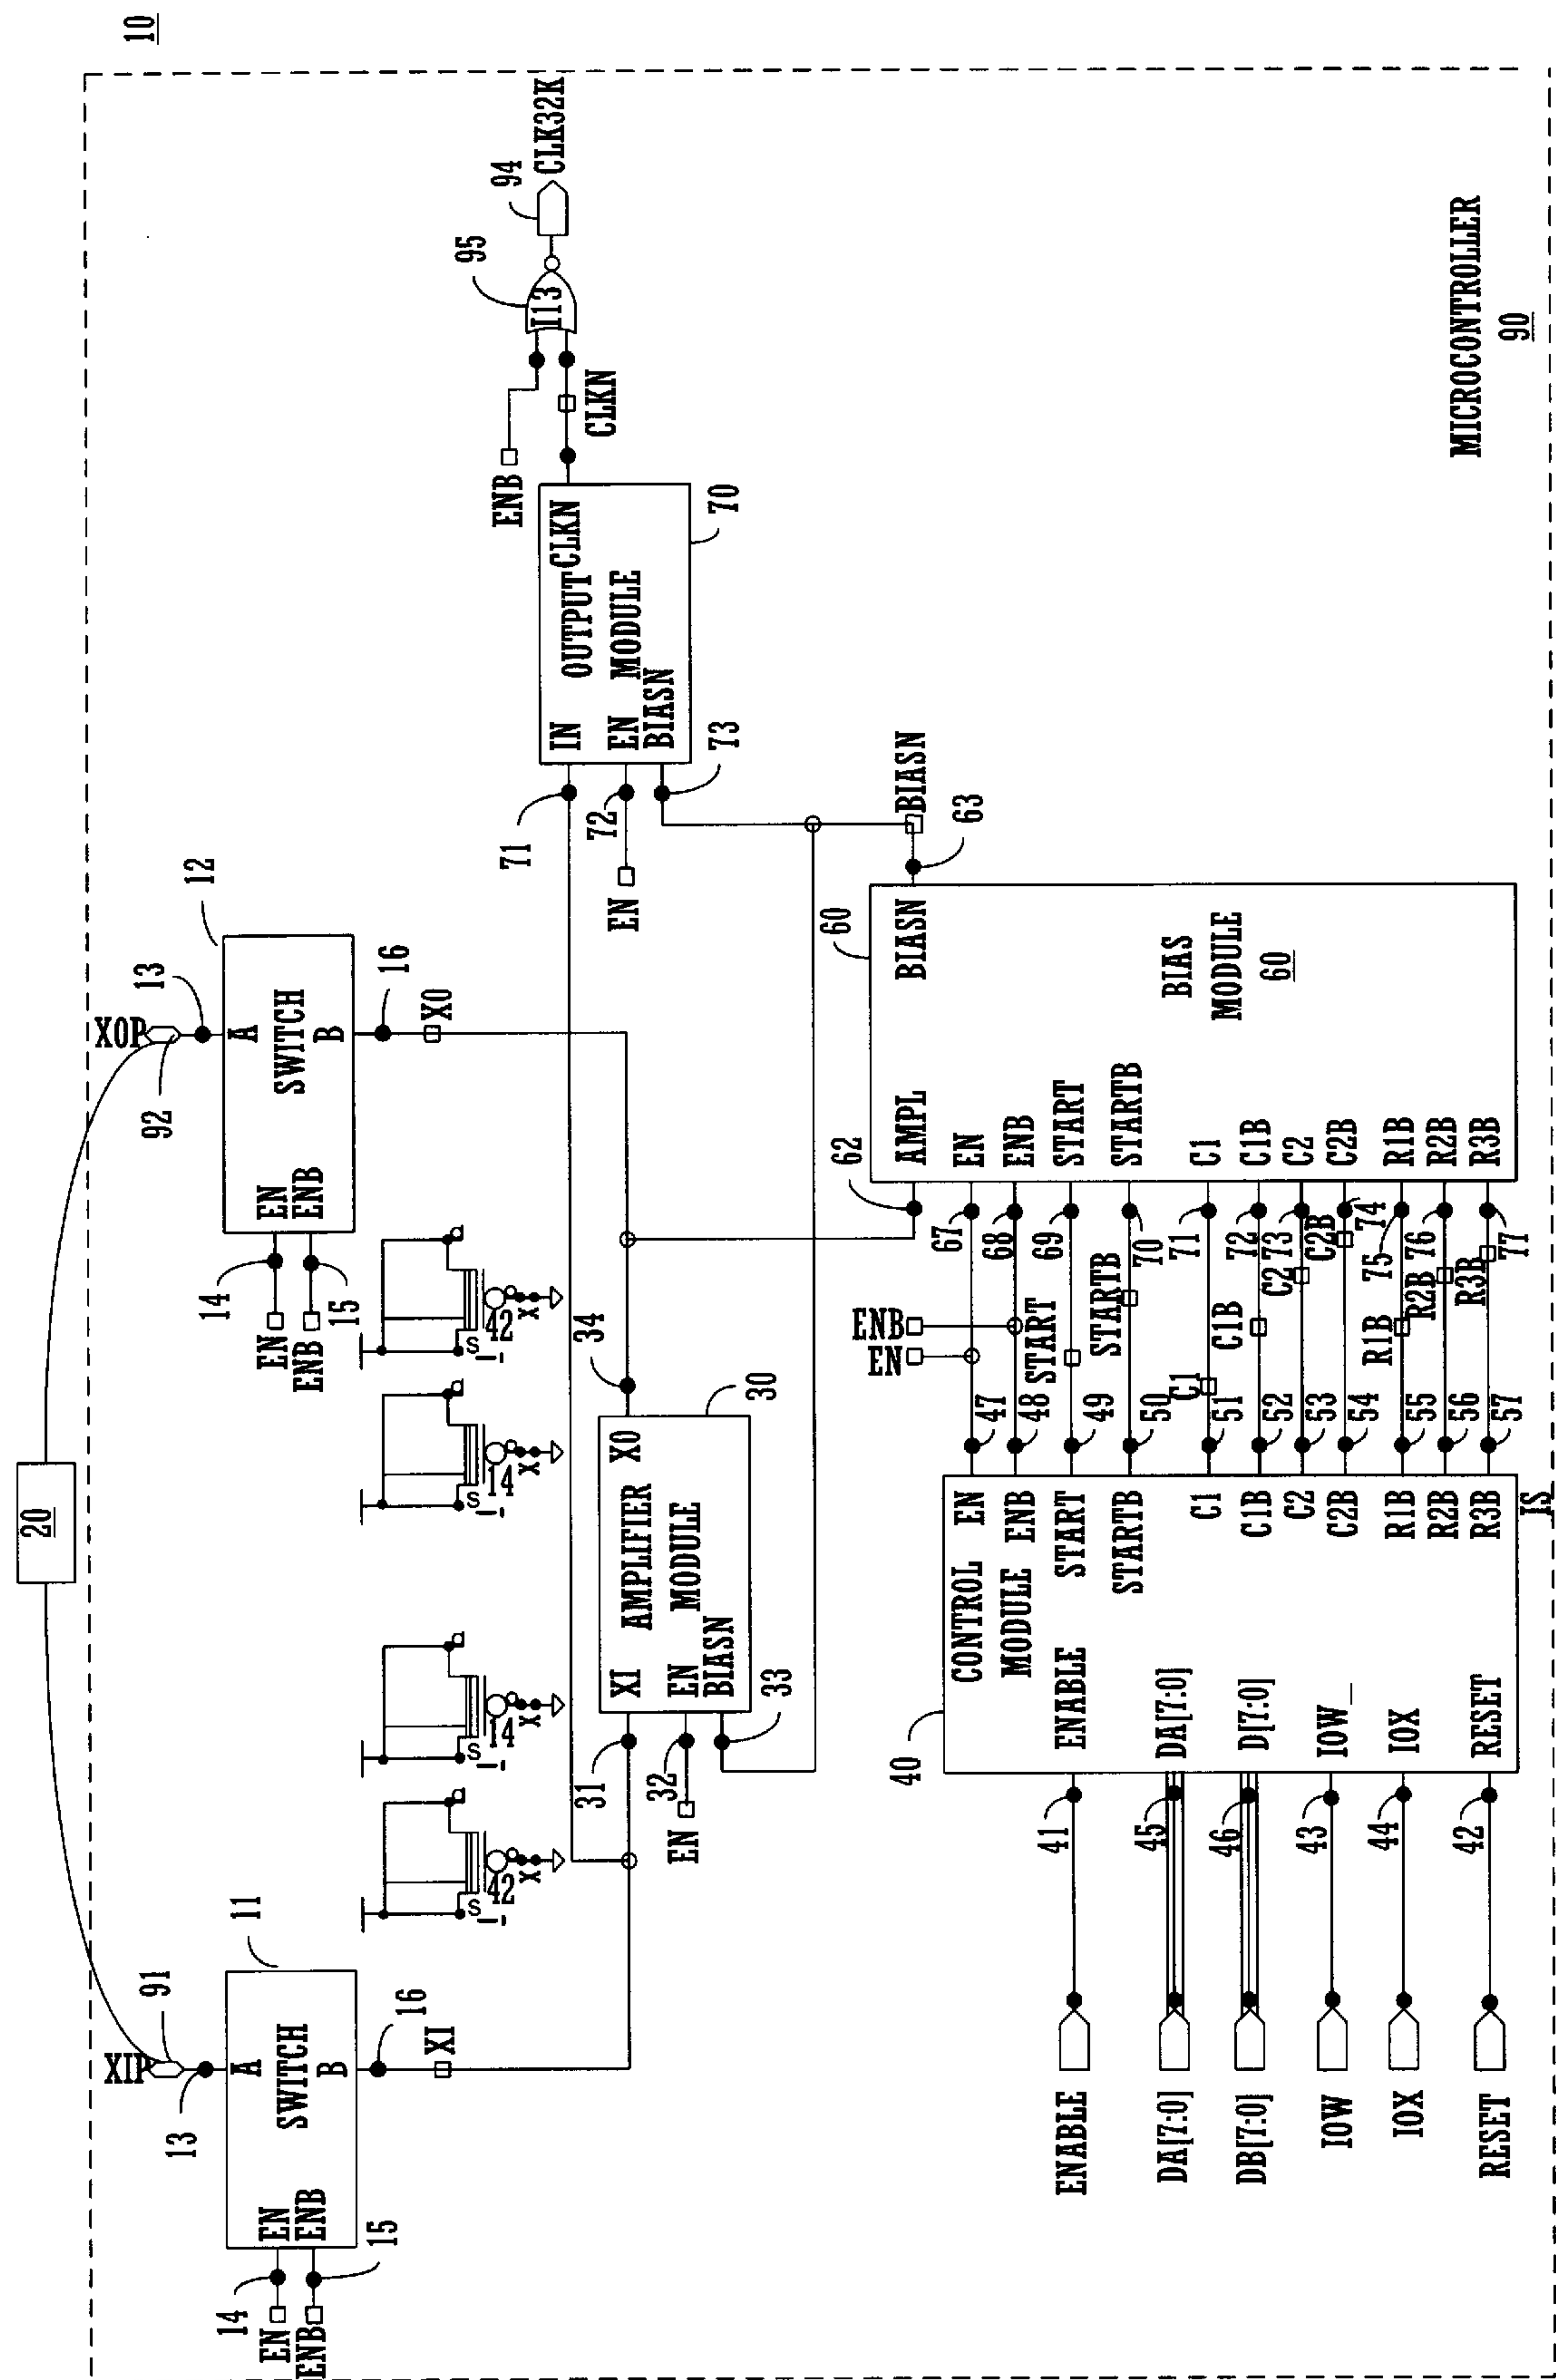 10
20
XIP
91
13
11
SWITCH
A
B
EN
ENB
14
15
EN
ENB
16
XI
XOP
92
13
12
SWITCH
A
B
EN
ENB
14
15
EN
ENB
16
XO
S
42
X
S
14
X
S
14
X
S
42
X
31
32
33
EN
XI
EN
BIASN
AMPLIFIER
MODULE
XO
30
34
71
72
73
EN
IN
EN
BIASN
OUTPUT
MODULE
CLKN
70
ENB
CLKN
I13
95
94
CLK32K
BIASN
63
62
60
AMPL
EN
ENB
START
STARTB
C1
C1B
C2
C2B
R1B
R2B
R3B
BIASN
BIAS
MODULE
60
67
68
69
70
71
72
73
74
75
76
77
ENB
EN
START
STARTB
C1
C1B
C2
C2B
R1B
R2B
R3B
47
48
49
50
51
52
53
54
55
56
57
40
CONTROL
MODULE
EN
ENB
START
STARTB
C1
C1B
C2
C2B
R1B
R2B
R3B
IS
ENABLE
DA[7:0]
D[7:0]
IOW_
IOX
RESET
41
45
46
43
44
42
ENABLE
DA[7:0]
DB[7:0]
IOW
IOX
RESET
MICROCONTROLLER
90